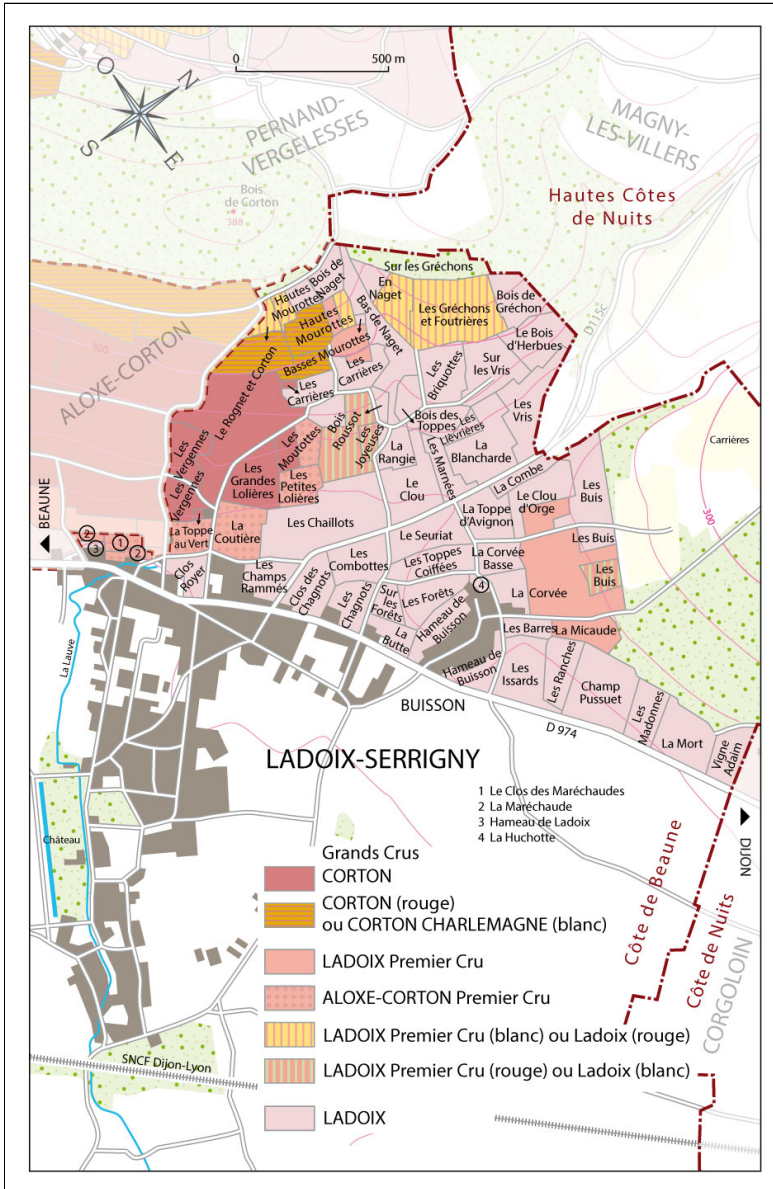 0
500 m
N
O
S
E
PERNAND-
VERGELESSES
MAGNY-
LES-VILLERS
Bois
de Corton
388
Hautes Côtes
de Nuits
Sur les Gréchons
Hautes Bois de
Mourottes Naget
En
Naget
Les Gréchons
et Foutrières
Bois de
Gréchon
D115c
Hautes
Mourottes
Bas de Naget
Le Bois
d'Herbues
ALOXE-CORTON
300
Le Rognet et Corton
Basses Mourottes
Les
Carrières
Les
Carrières
Les
Briquottes
Sur
les Vris
Les
Vris
Bois
Roussot
Bois des
Toppes
Les
Lièvrières
Carrières
Les Vergennes
Les
Moutottes
Les
Joyeuses
La
Rangie
Les Marnées
La
Blancharde
Les
Vergennes
Les
Grandes
Lolières
Les
Petites
Lolières
Le
Clou
La Combe
Les
Buis
300
BEAUNE
2
1
3
2
La Toppe
au Vert
La
Coutière
Les Chaillots
La Toppe
d'Avignon
Le Clou
d'Orge
Le Seuriat
Les Buis
Clos
Royer
Les
Champs
Rammés
Les
Combottes
Les Toppes
Coiffées
La Corvée
Basse
Les
Buis
Clos des
Chagnots
Les
Chagnots
Sur
les
Forêts
Les Forêts
4
La
Corvée
La
Butte
Hameau de
Buisson
Les Barres
La Micaude
La Lauve
Hameau de
Buisson
Les
Issards
Les Ranches
Champ
Pussuet
Les
Madonnes
La Mort
Vigne
Adaim
BUISSON
D 974
LADOIX-SERRIGNY
1 Le Clos des Maréchaudes
2 La Maréchaude
3 Hameau de Ladoix
4 La Huchotte
DIJON
Château
Côte de Beaune
Côte de Nuits
CORGOLOIN
Grands Crus
CORTON
CORTON (rouge)
ou CORTON CHARLEMAGNE (blanc)
LADOIX Premier Cru
ALOXE-CORTON Premier Cru
LADOIX Premier Cru (blanc) ou Ladoix (rouge)
LADOIX Premier Cru (rouge) ou Ladoix (blanc)
LADOIX
SNCF Dijon-Lyon